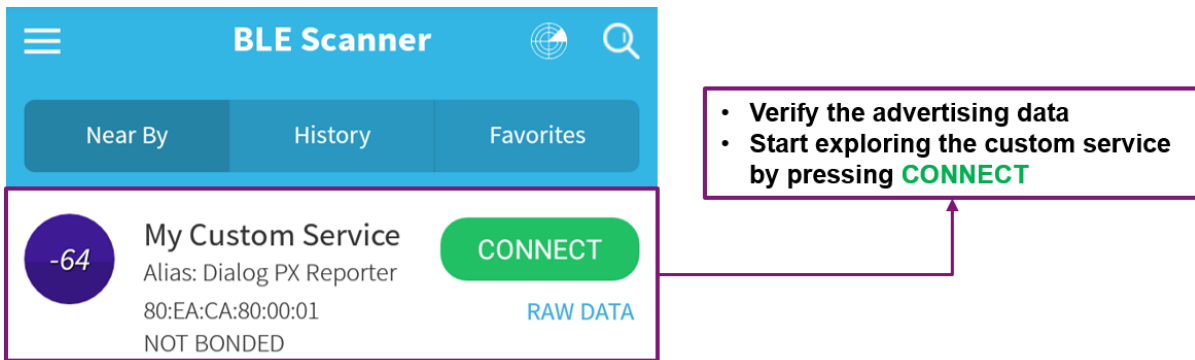 BLE Scanner
Near By
History
Favorites
-64
My Custom Service
CONNECT
Alias: Dialog PX Reporter
80:EA:CA:80:00:01
RAW DATA
NOT BONDED
• Verify the advertising data
• Start exploring the custom service
by pressing CONNECT